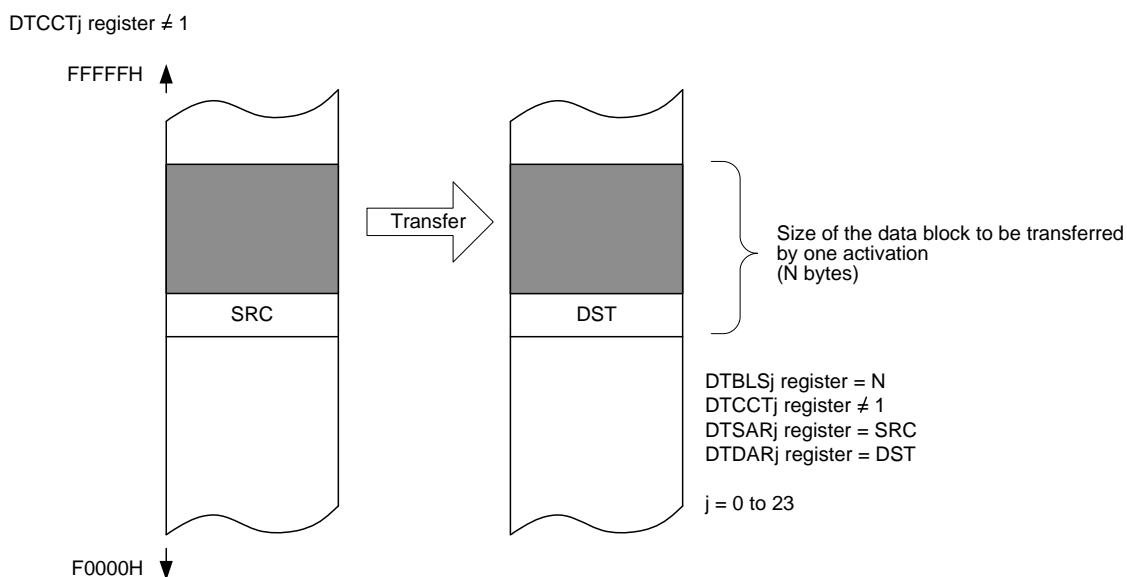 DTCCTj register ≠ 1
FFFFFH
Transfer
SRC
DST
Size of the data block to be transferred
by one activation
(N bytes)
DTBLSj register = N
DTCCTj register ≠ 1
DTSARj register = SRC
DTDARj register = DST
j = 0 to 23
F0000H